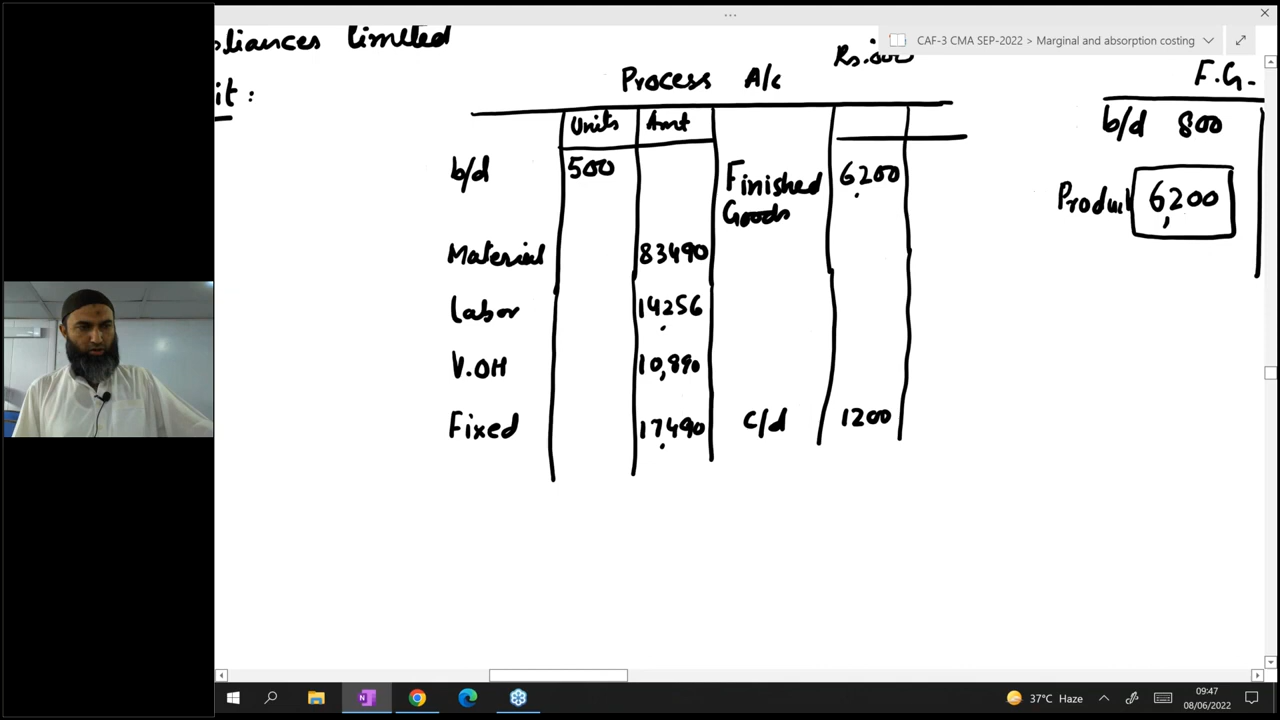 CAF-3 CMA SEP-2022 > Marginal and absorption costing
pliances limited
it :
Process A/c
F.G.
Units Amt
b/d 800
b/d 500 Finished 6200
Goods
Product 6,200
Material 83490
Labor 14256
V.OH 10,890
Fixed 17490 c/d 1200
37°C Haze
09:47
08/06/2022